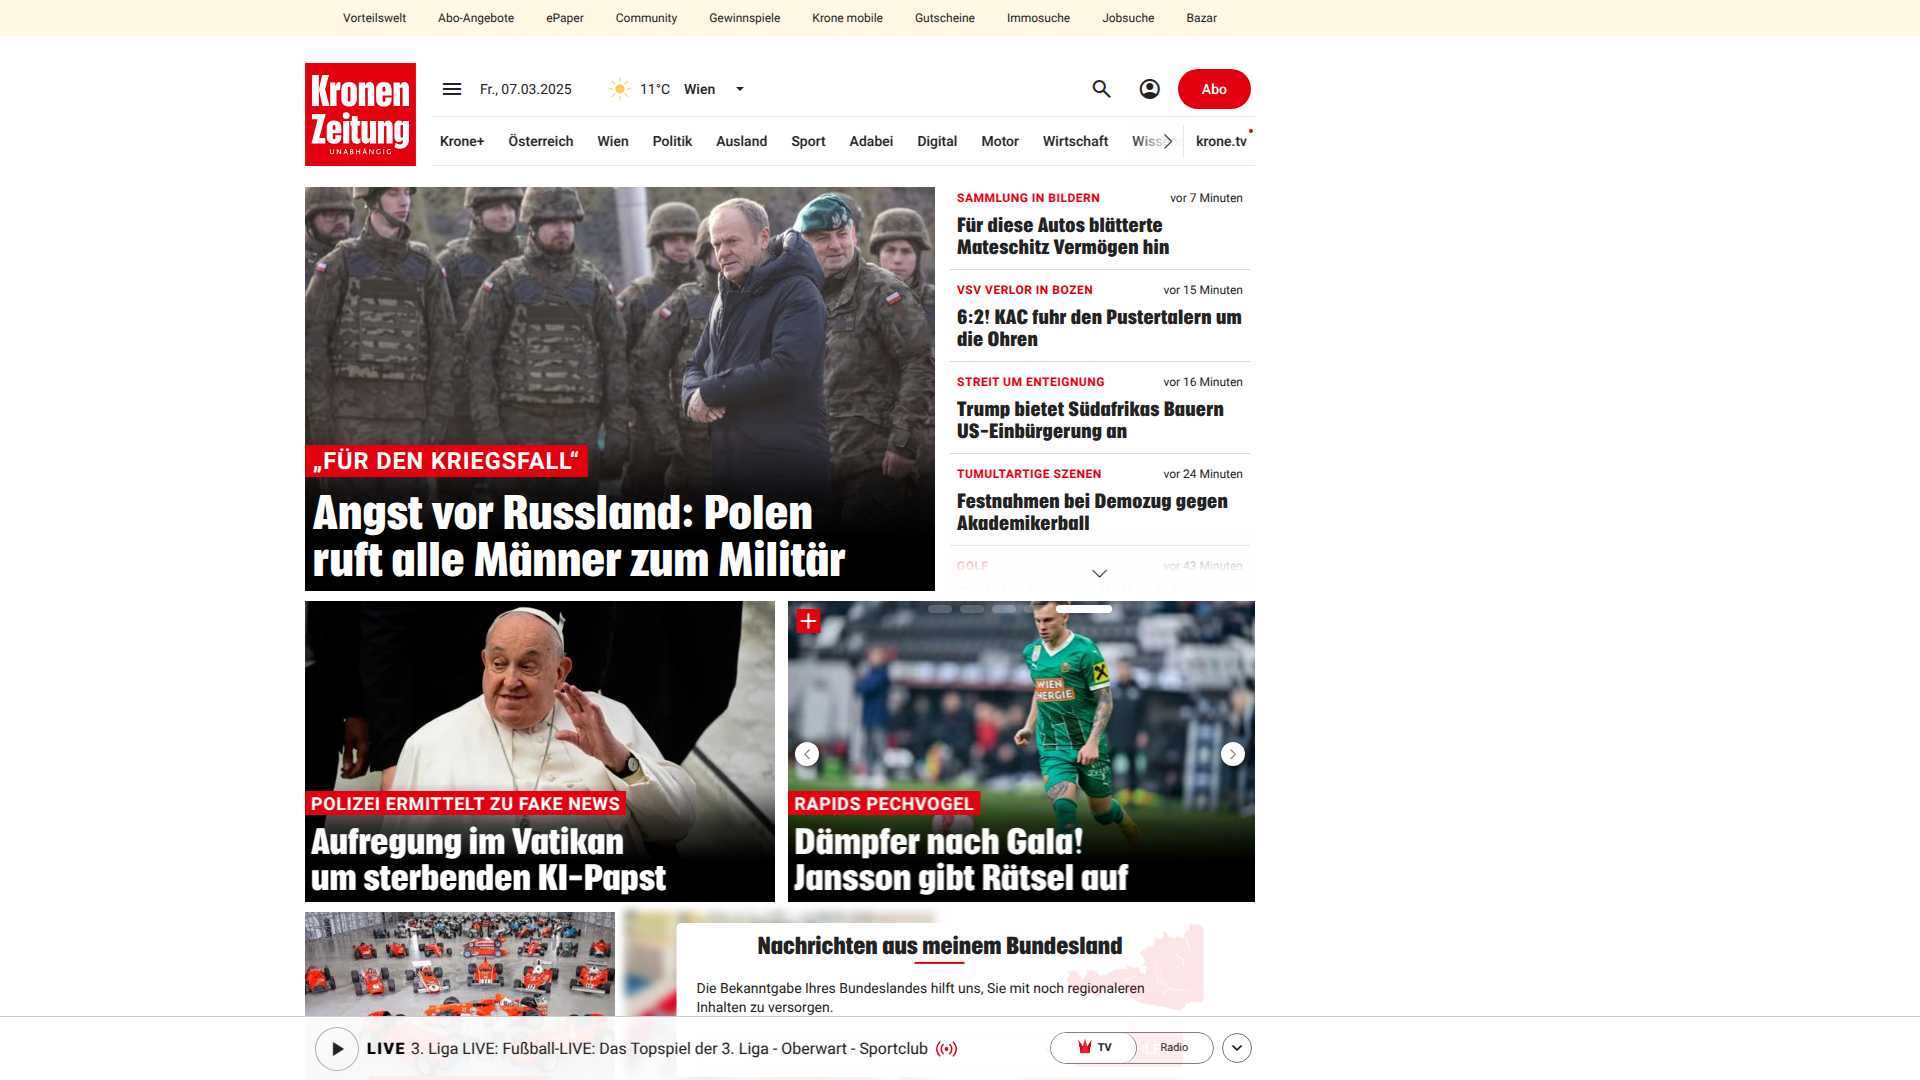 Vorteilswelt Abo-Angebote ePaper Community Gewinnspiele Krone mobile Gutscheine Immosuche Jobsuche Bazar
Kronen
Zeitung
UNABHÄNGIG
Fr., 07.03.2025 11°C Wien
Abo
Krone+ Österreich Wien Politik Ausland Sport Adabei Digital Motor Wirtschaft krone.tv
„FÜR DEN KRIEGSFALL“
Angst vor Russland: Polen
ruft alle Männer zum Militär
SAMMLUNG IN BILDERN vor 7 Minuten
Für diese Autos blätterte
Mateschitz Vermögen hin
VSV VERLOR IN BOZEN vor 15 Minuten
6:2! KAC fuhr den Pustertalern um
die Ohren
STREIT UM ENTEIGNUNG vor 16 Minuten
Trump bietet Südafrikas Bauern
US-Einbürgerung an
TUMULTARTIGE SZENEN vor 24 Minuten
Festnahmen bei Demozug gegen
Akademikerball
GOLF vor 43 Minuten
POLIZEI ERMITTELT ZU FAKE NEWS
Aufregung im Vatikan
um sterbenden KI-Papst
WIEN
ENERGIE
RAPIDS PECHVOGEL
Dämpfer nach Gala!
Jansson gibt Rätsel auf
Nachrichten aus meinem Bundesland
Die Bekanntgabe Ihres Bundeslandes hilft uns, Sie mit noch regionaleren
Inhalten zu versorgen.
LIVE 3. Liga LIVE: Fußball-LIVE: Das Topspiel der 3. Liga - Oberwart - Sportclub
TV Radio